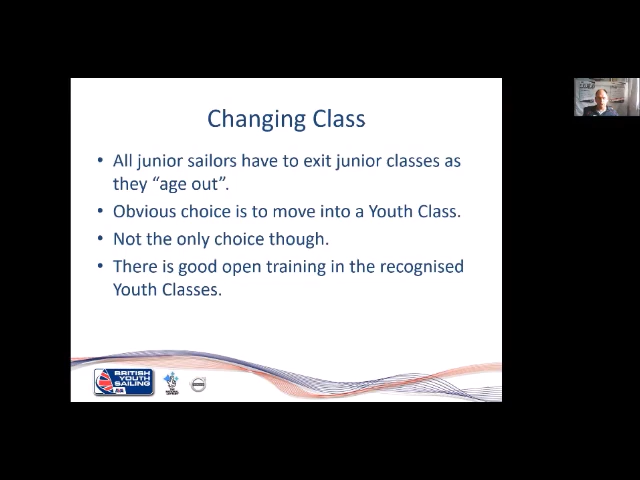 Changing Class
• All junior sailors have to exit junior classes as
they “age out”.
• Obvious choice is to move into a Youth Class.
• Not the only choice though.
• There is good open training in the recognised
Youth Classes.
BRITISH
YOUTH
SAILING